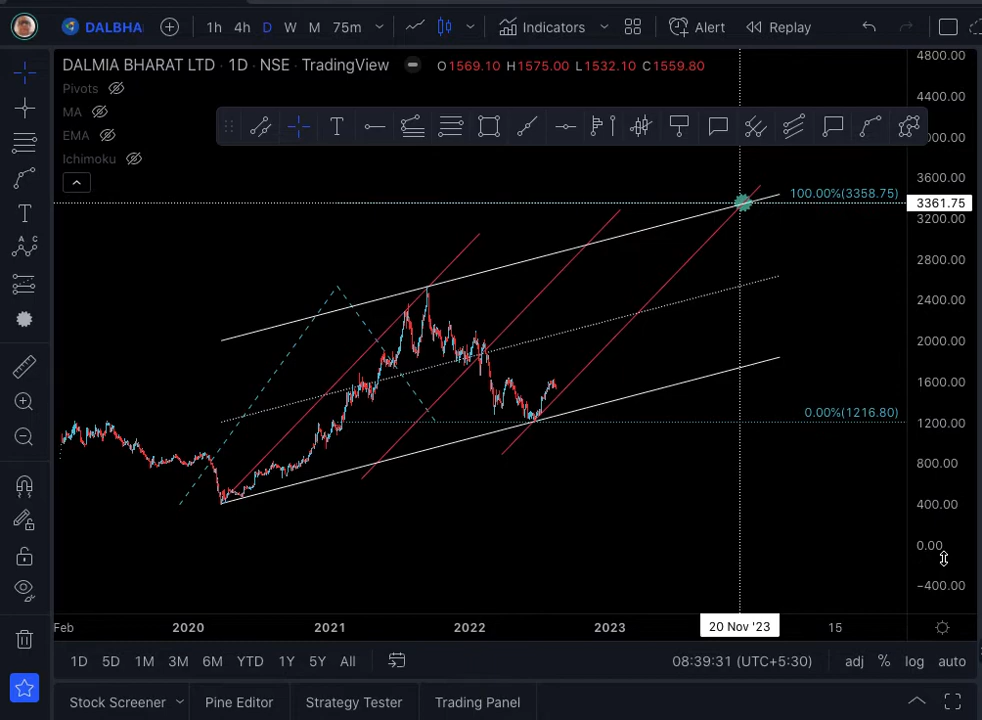 DALBHA 1h 4h D W M 75m Indicators Alert Replay
DALMIA BHARAT LTD · 1D · NSE · TradingView O1569.10 H1575.00 L1532.10 C1559.80
Pivots
MA
EMA
Ichimoku
4800.00
4400.00
000.00
3600.00
100.00%(3358.75)
3361.75
3200.00
2800.00
2400.00
2000.00
1600.00
0.00%(1216.80)
1200.00
800.00
400.00
0.00
−400.00
Feb 2020 2021 2022 2023 20 Nov '23 15
1D 5D 1M 3M 6M YTD 1Y 5Y All 08:39:31 (UTC+5:30) adj % log auto
Stock Screener Pine Editor Strategy Tester Trading Panel